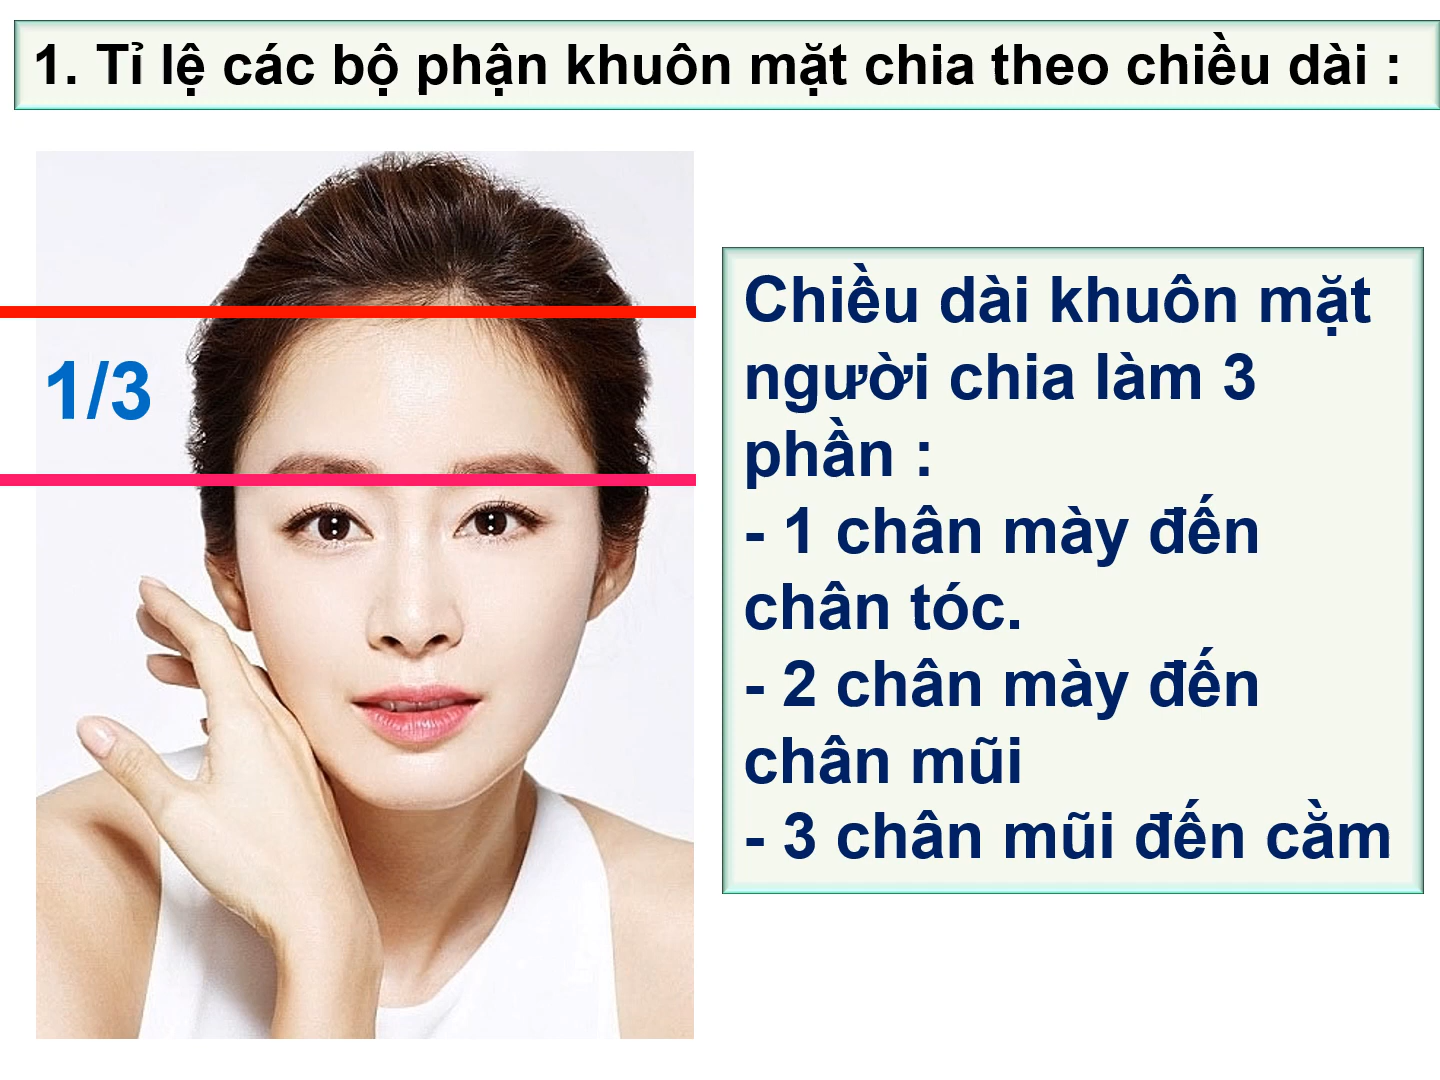 1. Tỉ lệ các bộ phận khuôn mặt chia theo chiều dài :
1/3
Chiều dài khuôn mặt
người chia làm 3
phần :
- 1 chân mày đến
chân tóc.
- 2 chân mày đến
chân mũi
- 3 chân mũi đến cằm